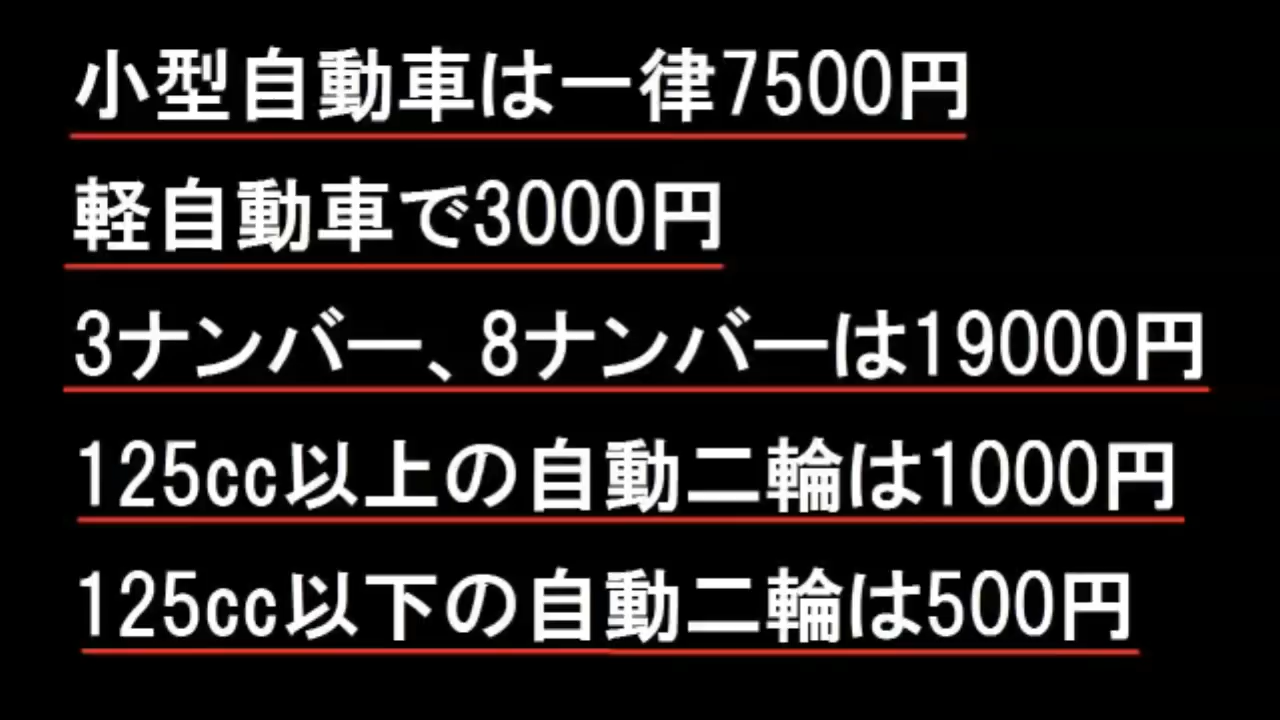 小型自動車は一律7500円
軽自動車で3000円
3ナンバー、8ナンバーは19000円
125cc以上の自動二輪は1000円
125cc以下の自動二輪は500円